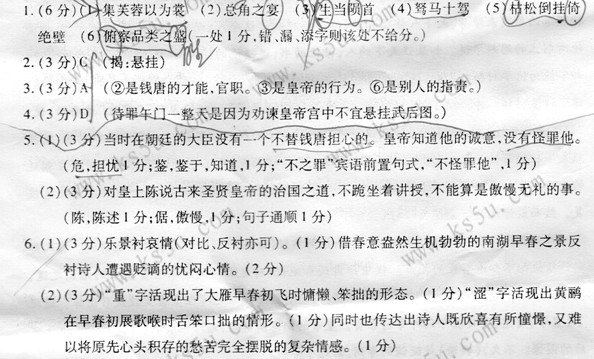 1.(6分)(1)集芙蓉以为裳 (2)总角之宴 (3)生当陨首 (4)驽马十驾 (5)枯松倒挂倚
绝壁 (6)俯察品类之盛(一处1分,错、漏、添字则该处不给分。)
2.(3分)C (揭:悬挂)
3.(3分)A (②是钱唐的才能,官职。③是皇帝的行为。⑥是别人的指责。)
4.(3分)D (待罪午门一整天是因为劝谏皇帝宫中不宜悬挂武后图。)
5.(1)(3分)当时在朝廷的大臣没有一个不替钱唐担心的。皇帝知道他的诚意,没有怪罪他。
(危,担忧1分;鉴,鉴于,知道,1分;“不之罪”宾语前置句式,“不怪罪他”,1分)
(2)(3分)对皇上陈说古来圣贤皇帝的治国之道,不跪坐着讲授,不能算是傲慢无礼的事。
(陈,陈述1分;倨,傲慢,1分;句子通顺1分)
6.(1)(3分)乐景衬哀情(对比、反衬亦可)。(1分)借春意盎然生机勃勃的南湖早春之景反
衬诗人遭遇贬谪的忧闷心情。(2分)
(2)(3分)“重”字活现出了大雁早春初飞时慵懒、笨拙的形态。(1分)“涩”字活现出黄鹂
在早春初展歌喉时舌笨口拙的情形。(1分)同时也传达出诗人既欣喜有所憧憬,又难
以将原先心头积存的愁苦完全摆脱的复杂情感。(1分)
www.ks5u.com